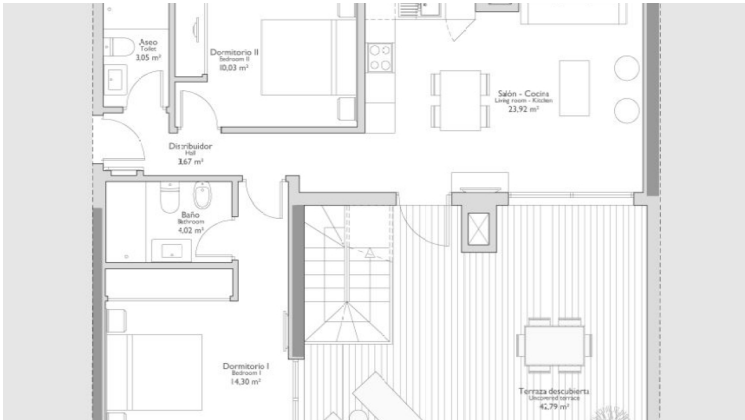 Aseo
Toilet
3,05 m²
Dormitorio II
Bedroom II
10,03 m²
Salón - Cocina
Living room - Kitchen
23,92 m²
Distribuidor
Hall
3,67 m²
Baño
Bathroom
4,02 m²
Dormitorio I
Bedroom I
14,30 m²
Terraza descubierta
Uncovered terrace
42,79 m²